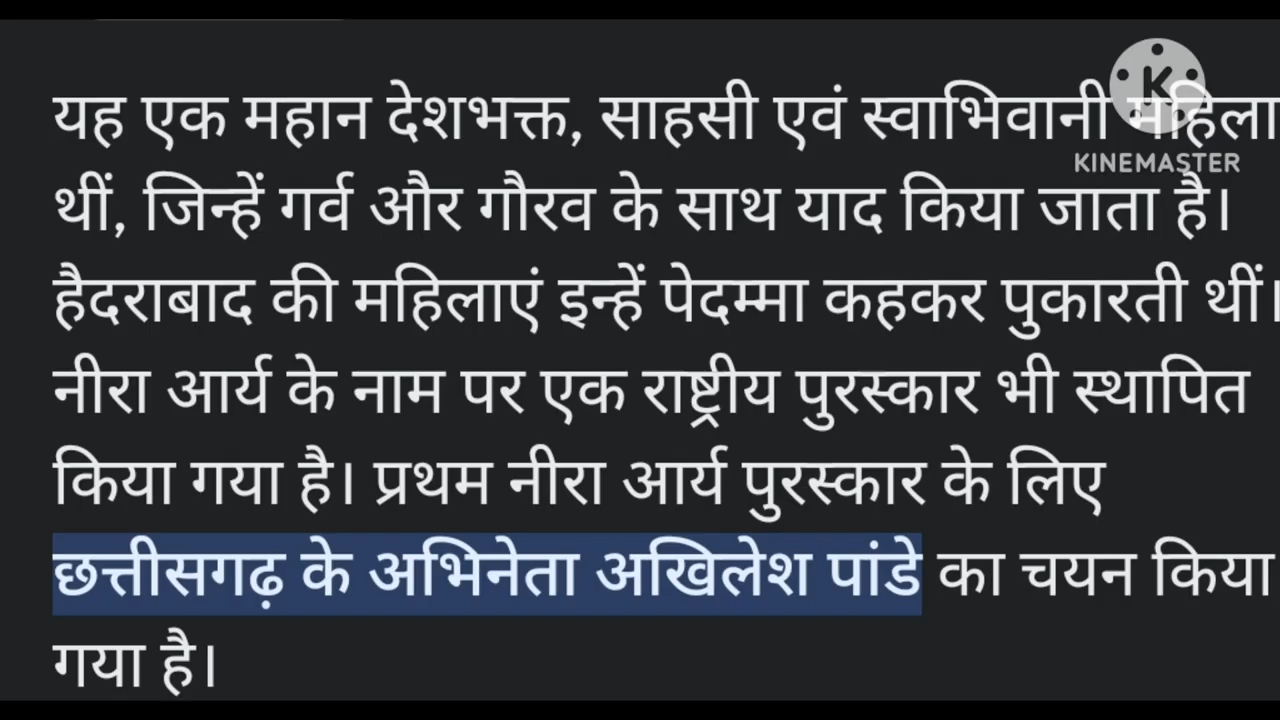 यह एक महान देशभक्त, साहसी एवं स्वाभिवानी महिला
KINEMASTER
थीं, जिन्हें गर्व और गौरव के साथ याद किया जाता है।
हैदराबाद की महिलाएं इन्हें पेदम्मा कहकर पुकारती थीं।
नीरा आर्य के नाम पर एक राष्ट्रीय पुरस्कार भी स्थापित
किया गया है। प्रथम नीरा आर्य पुरस्कार के लिए
छत्तीसगढ़ के अभिनेता अखिलेश पांडे का चयन किया
गया है।